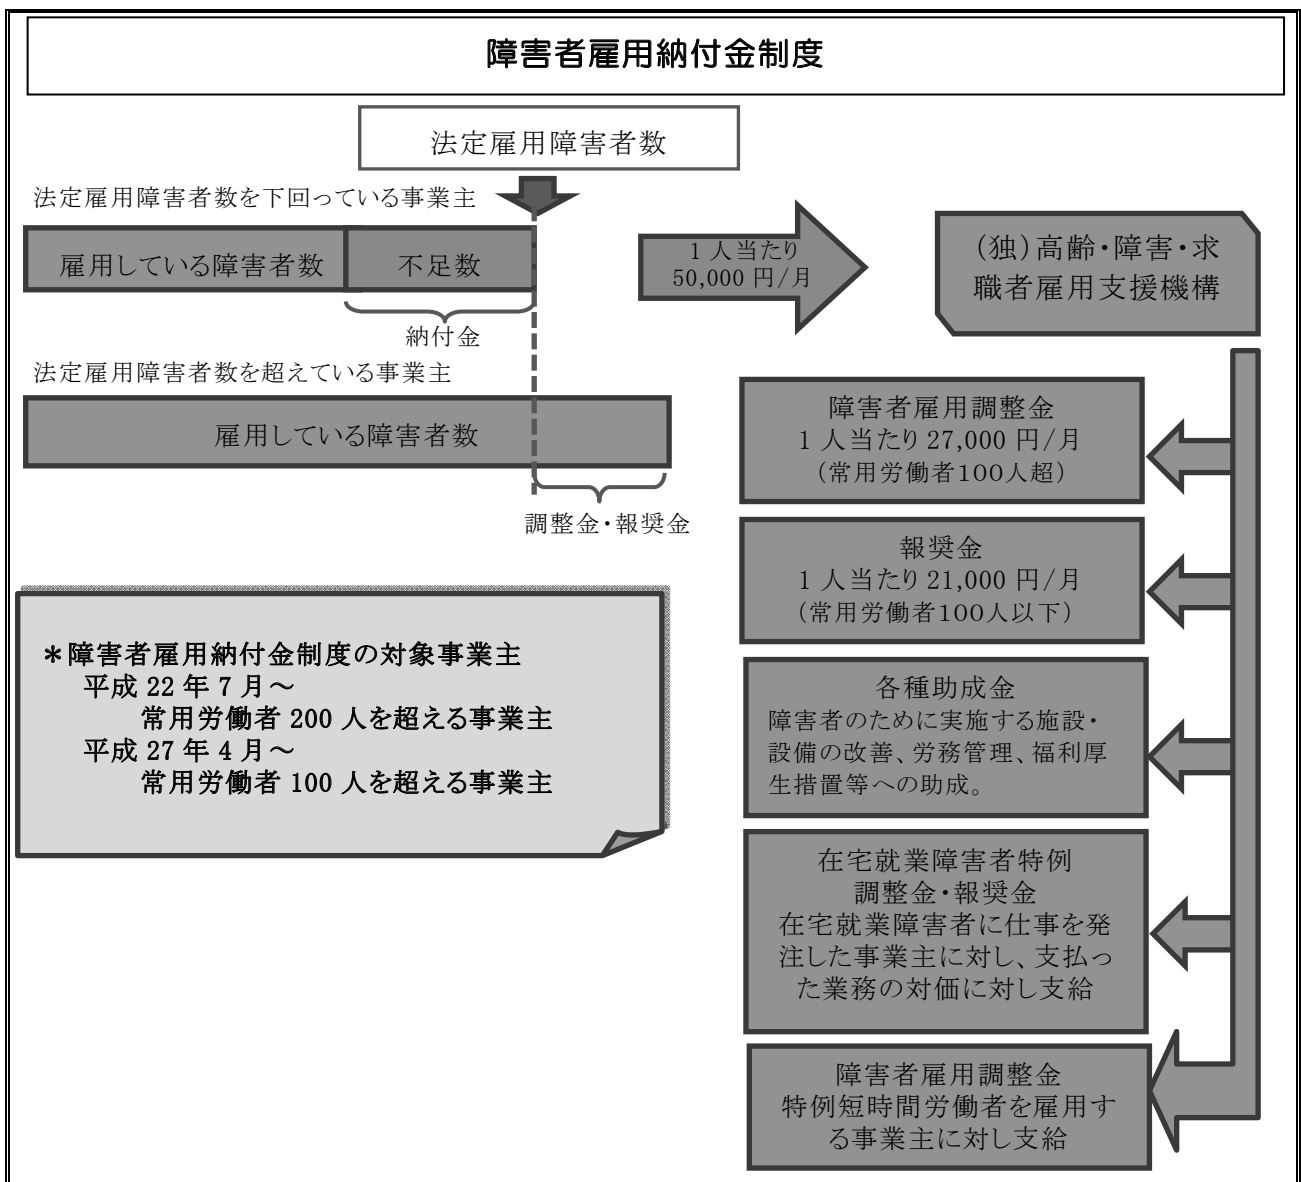 障害者雇用納付金制度
法定雇用障害者数
法定雇用障害者数を下回っている事業主
雇用している障害者数
不足数
納付金
1人当たり
50,000円/月
(独)高齢・障害・求
職者雇用支援機構
法定雇用障害者数を超えている事業主
雇用している障害者数
調整金・報奨金
障害者雇用調整金
1人当たり27,000円/月
(常用労働者100人超)
報奨金
1人当たり21,000円/月
(常用労働者100人以下)
各種助成金
障害者のために実施する施設・
設備の改善、労務管理、福利厚
生措置等への助成。
在宅就業障害者特例
調整金・報奨金
在宅就業障害者に仕事を発
注した事業主に対し、支払っ
た業務の対価に対し支給
障害者雇用調整金
特例短時間労働者を雇用す
る事業主に対し支給
*障害者雇用納付金制度の対象事業主
平成22年7月~
常用労働者200人を超える事業主
平成27年4月~
常用労働者100人を超える事業主